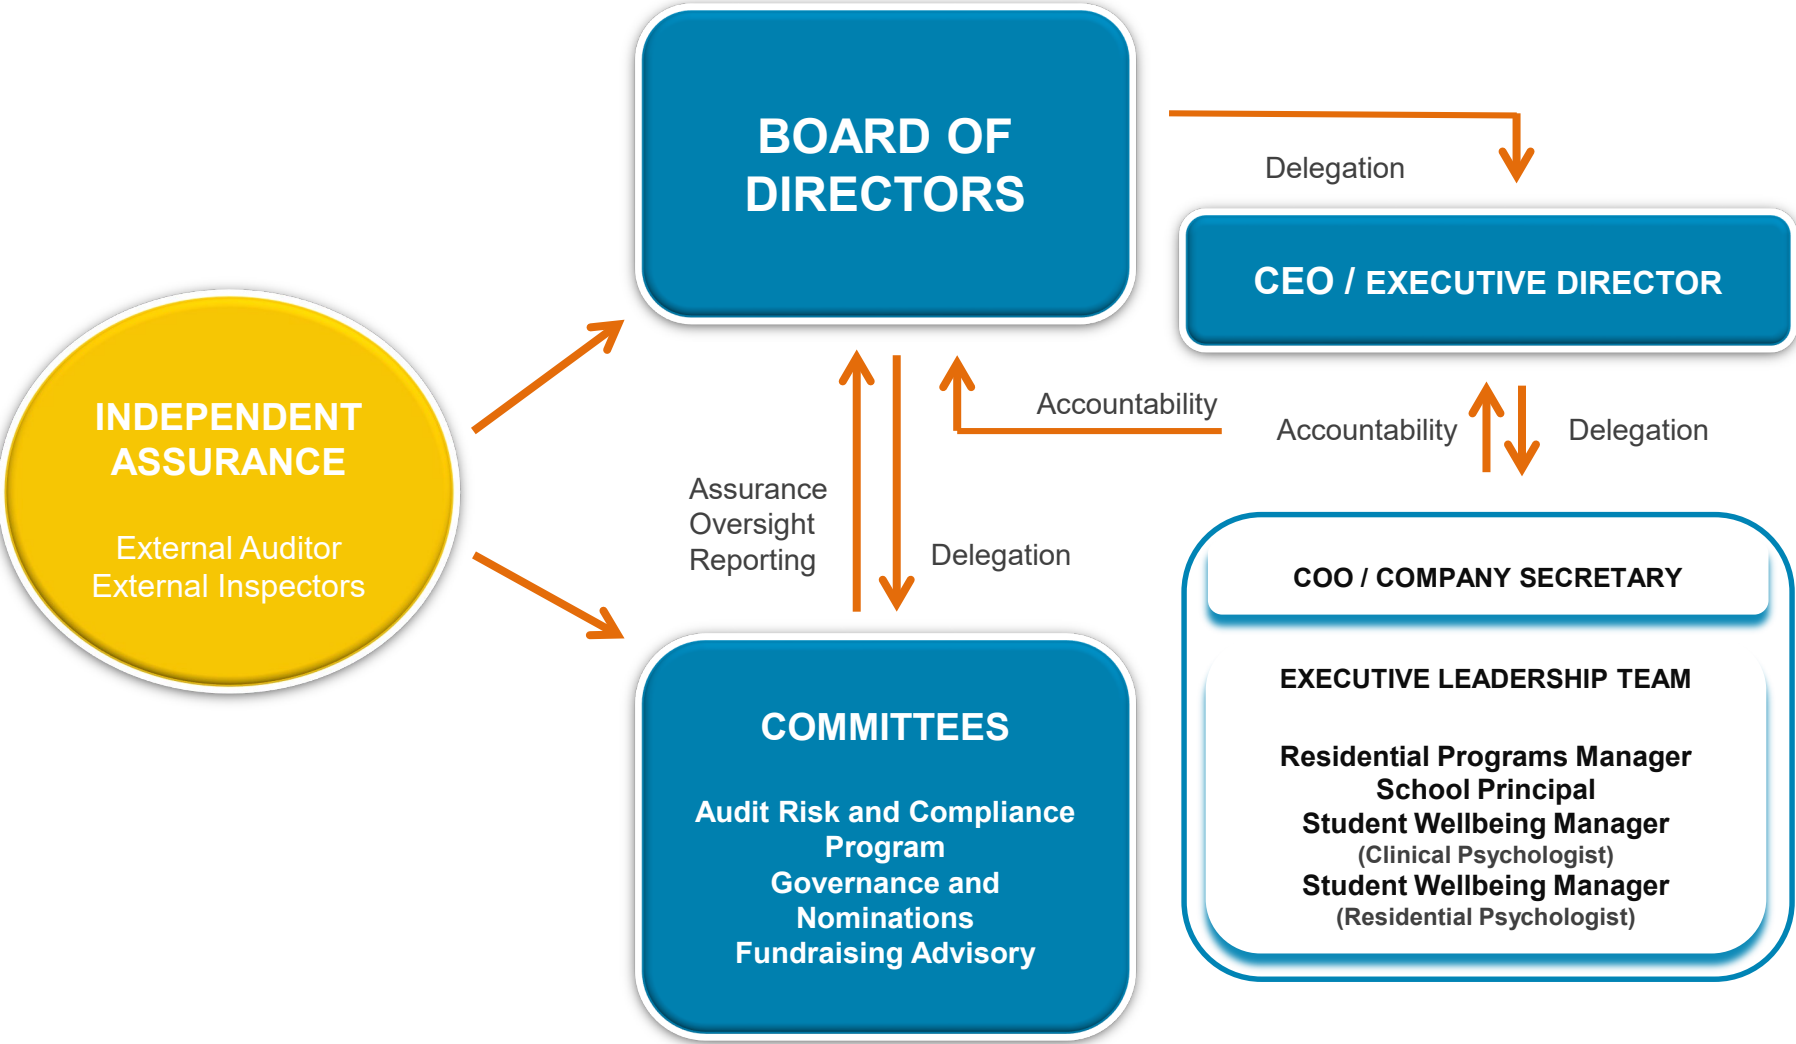 BOARD OF
DIRECTORS
Delegation
CEO / EXECUTIVE DIRECTOR
INDEPENDENT
ASSURANCE
External Auditor
External Inspectors
Accountability
Accountability
Delegation
Assurance
Oversight
Reporting
Delegation
COO / COMPANY SECRETARY
EXECUTIVE LEADERSHIP TEAM
Residential Programs Manager
School Principal
Student Wellbeing Manager
(Clinical Psychologist)
Student Wellbeing Manager
(Residential Psychologist)
COMMITTEES
Audit Risk and Compliance
Program
Governance and
Nominations
Fundraising Advisory